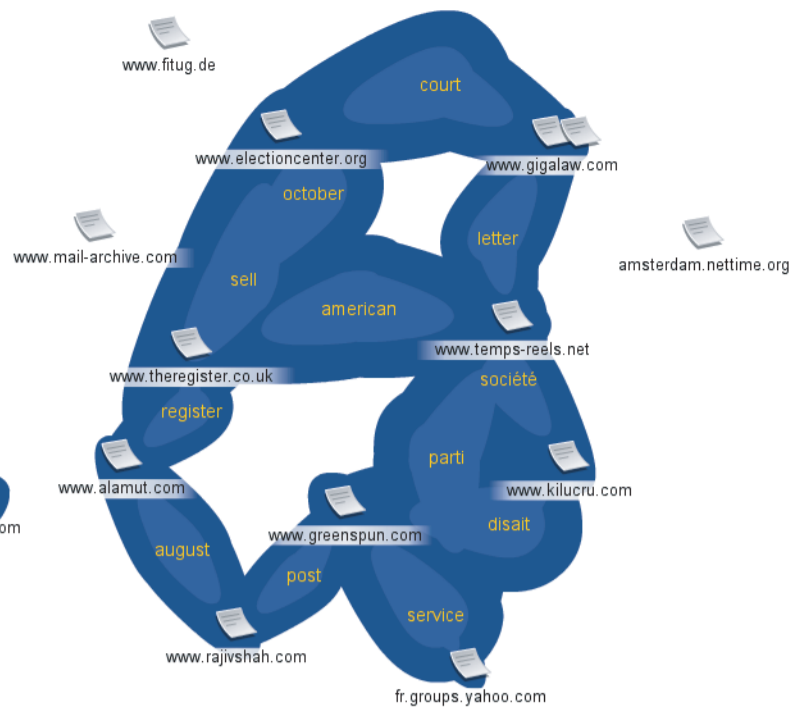 www.fitug.de
court
www.electioncenter.org
www.gigalaw.com
october
letter
www.mail-archive.com
amsterdam.nettime.org
sell
american
www.temps-reels.net
www.theregister.co.uk
société
register
parti
www.alamut.com
www.kilucru.com
om
disait
www.greenspun.com
august
post
service
www.rajivshah.com
fr.groups.yahoo.com